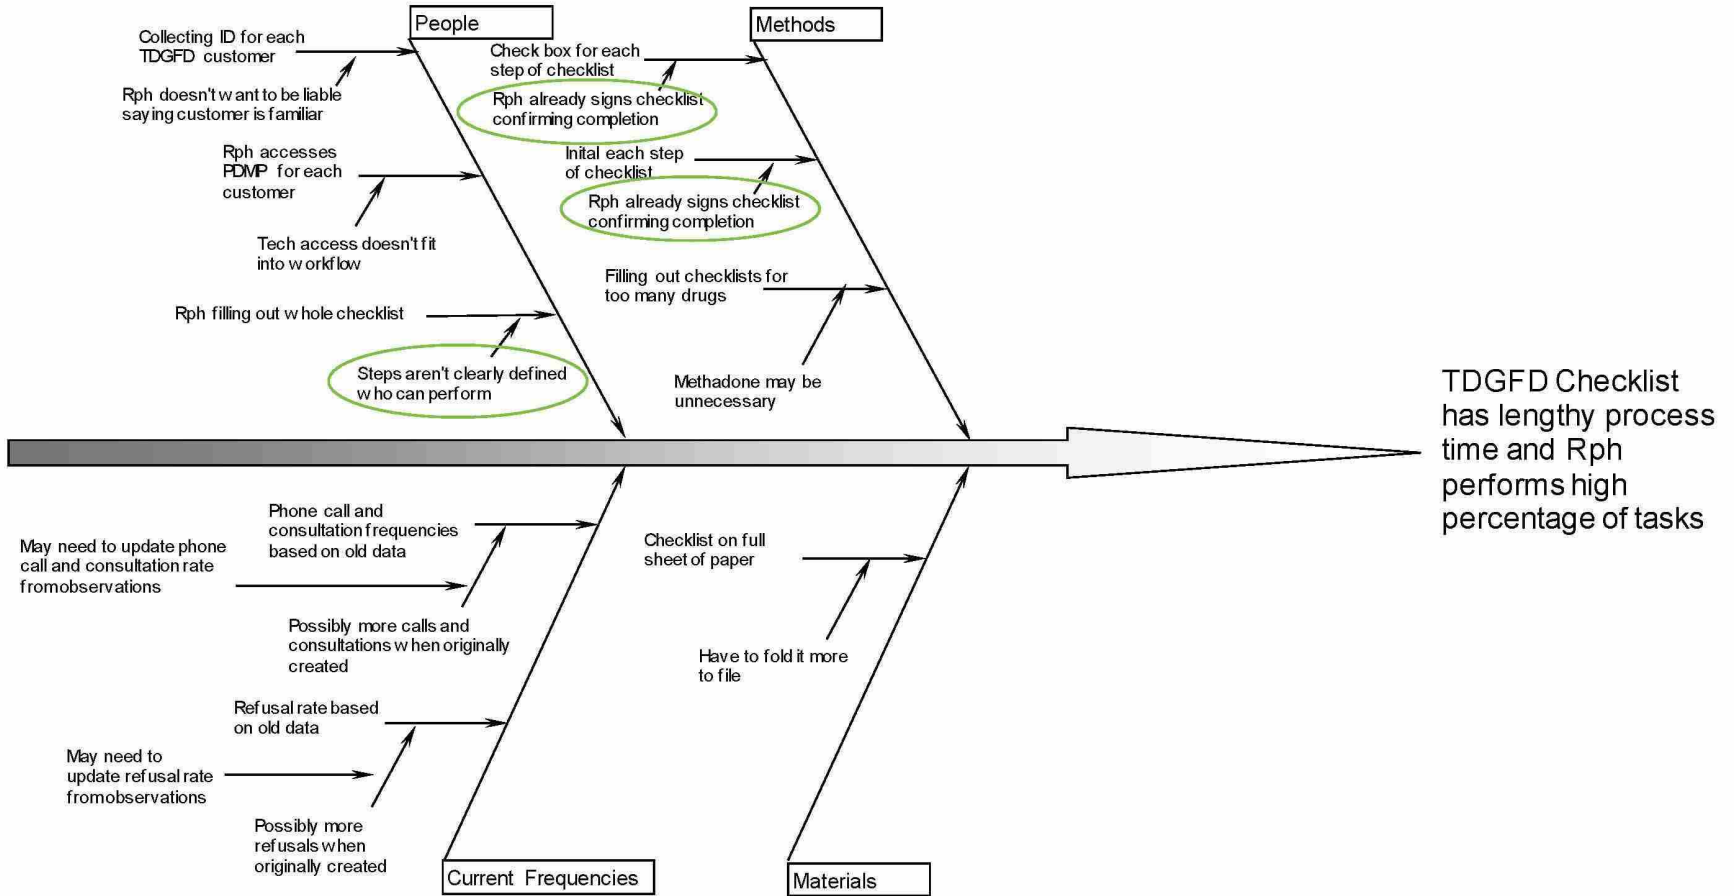 People
Collecting ID for each
TDGFD customer
Rph doesn't want to be liable
saying customer is familiar
Rph accesses
PDMP for each
customer
Tech access doesn't fit
into workflow
Rph filling out whole checklist
Steps aren't clearly defined
who can perform
Methods
Check box for each
step of checklist
Rph already signs checklist
confirming completion
Inital each step
of checklist
Rph already signs checklist
confirming completion
Filling out checklists for
too many drugs
Methadone may be
unnecessary
TDGFD Checklist
has lengthy process
time and Rph
performs high
percentage of tasks
Phone call and
consultation frequencies
based on old data
May need to update phone
call and consultation rate
fromobservations
Possibly more calls and
consultations when originally
created
Refusal rate based
on old data
May need to
update refusal rate
fromobservations
Possibly more
refusals when
originally created
Current Frequencies
Checklist on full
sheet of paper
Have to fold it more
to file
Materials